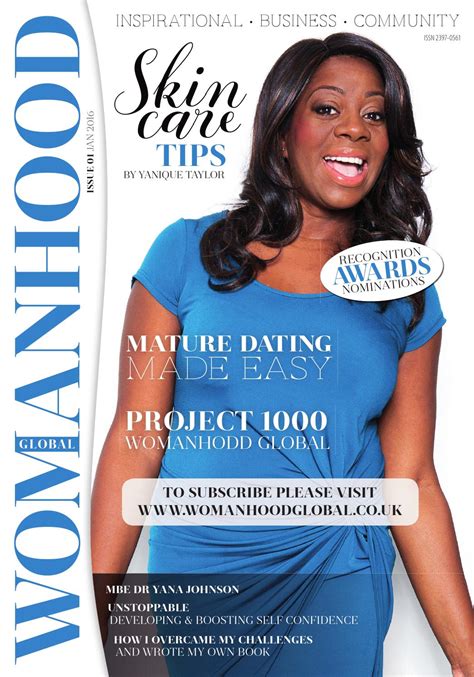 INSPIRATIONAL · BUSINESS · COMMUNITY
ISSN 2397-0561
WOMANHOOD
GLOBAL
ISSUE 01 JAN 2016
Skin
care
TIPS
BY YANIQUE TAYLOR
RECOGNITION
AWARDS
NOMINATIONS
MATURE DATING
MADE EASY
PROJECT 1000
WOMANHODD GLOBAL
TO SUBSCRIBE PLEASE VISIT
WWW.WOMANHOODGLOBAL.CO.UK
MBE DR YANA JOHNSON
UNSTOPPABLE
DEVELOPING & BOOSTING SELF CONFIDENCE
HOW I OVERCAME MY CHALLENGES
AND WROTE MY OWN BOOK